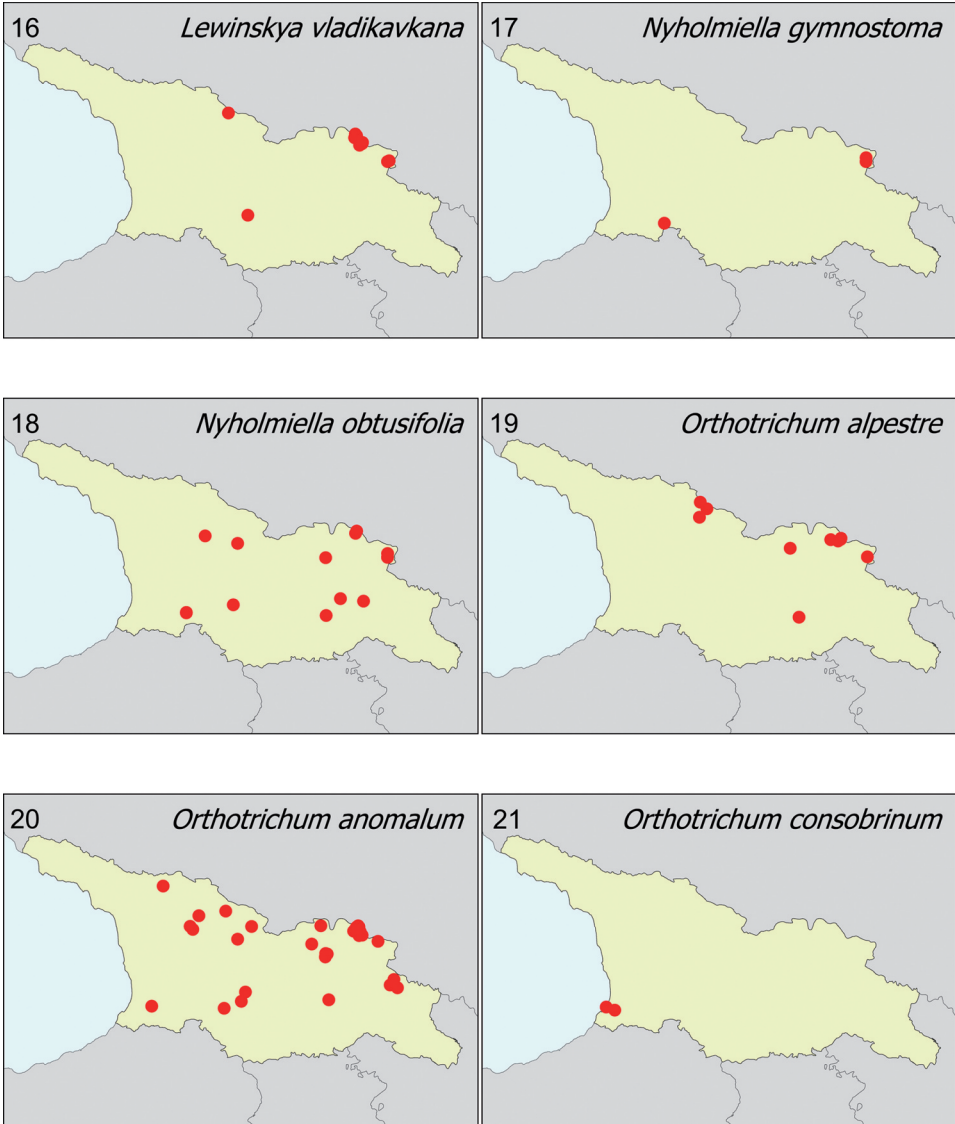 16 Lewinskya vladikavkana
17 Nyholmiella gymnostoma
18 Nyholmiella obtusifolia
19 Orthotrichum alpestre
20 Orthotrichum anomalum
21 Orthotrichum consobrinum